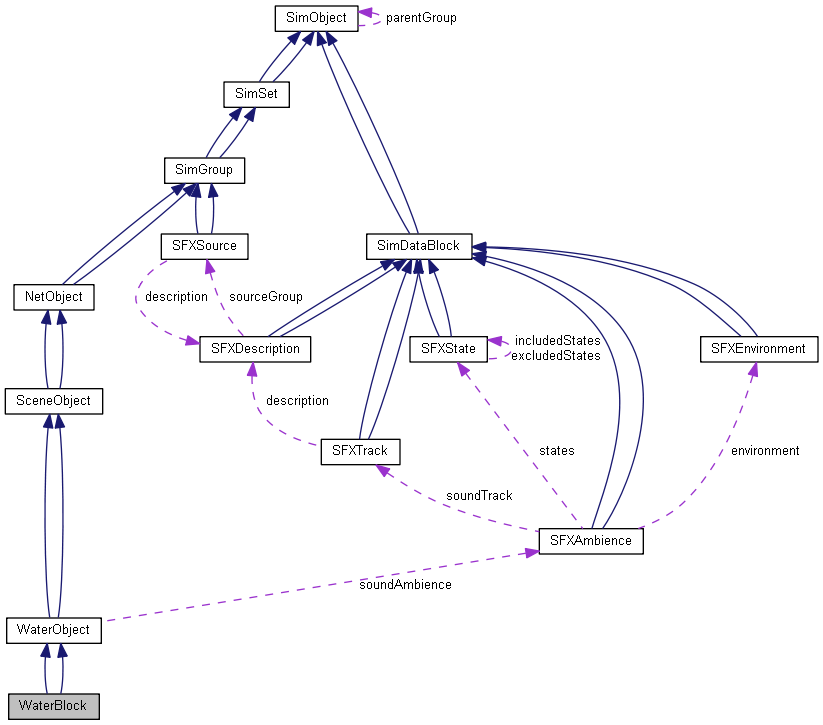 SimObject
parentGroup
SimSet
SimGroup
SFXSource
SimDataBlock
NetObject
description
sourceGroup
SFXDescription
SFXState
includedStates
excludedStates
SFXEnvironment
SceneObject
description
SFXTrack
states
environment
soundTrack
SFXAmbience
soundAmbience
WaterObject
WaterBlock